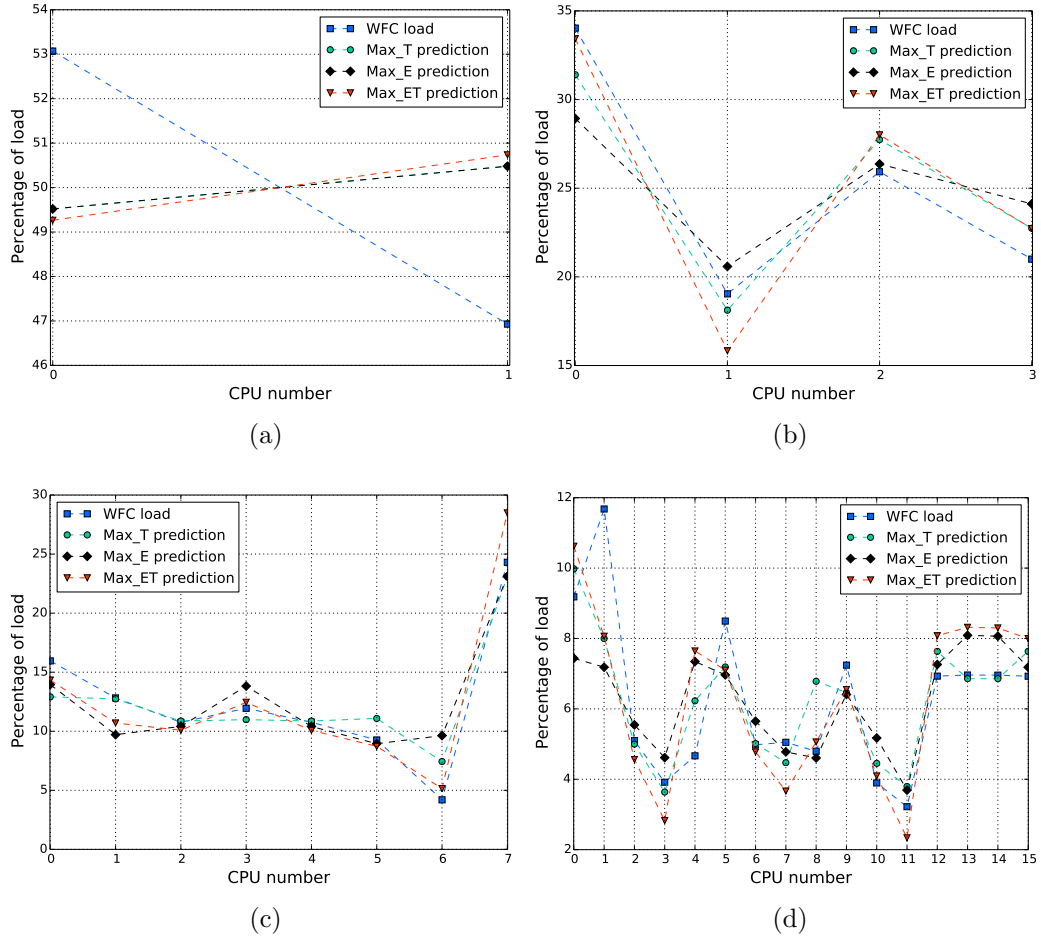 54
53
52
51
50
49
48
47
46
Percentage of load
WFC load
Max_T prediction
Max_E prediction
Max_ET prediction
0
1
CPU number
(a)
35
30
25
20
15
Percentage of load
WFC load
Max_T prediction
Max_E prediction
Max_ET prediction
0
1
2
3
CPU number
(b)
30
25
20
15
10
5
0
Percentage of load
WFC load
Max_T prediction
Max_E prediction
Max_ET prediction
0
1
2
3
4
5
6
7
CPU number
(c)
12
10
8
6
4
2
Percentage of load
WFC load
Max_T prediction
Max_E prediction
Max_ET prediction
0
1
2
3
4
5
6
7
8
9
10
11
12
13
14
15
CPU number
(d)